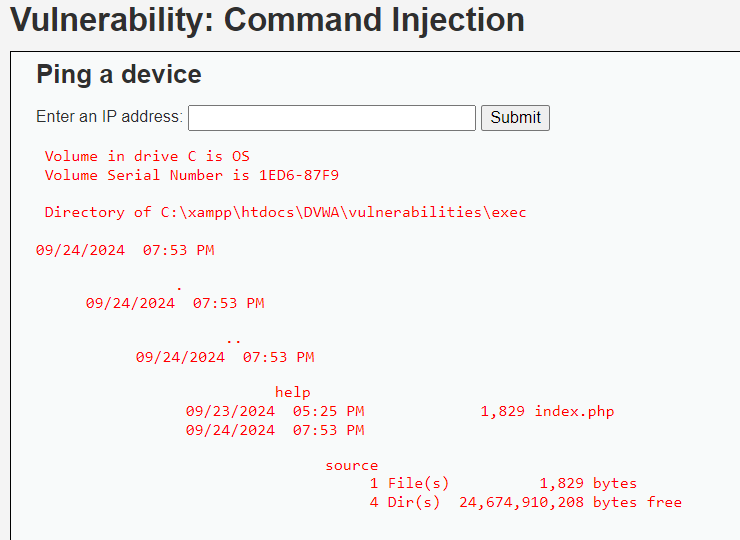 Vulnerability: Command Injection
Ping a device
Enter an IP address: Submit
Volume in drive C is OS
Volume Serial Number is 1ED6-87F9
Directory of C:\xampp\htdocs\DVWA\vulnerabilities\exec
09/24/2024  07:53 PM
.
09/24/2024  07:53 PM
..
09/24/2024  07:53 PM
help
09/23/2024  05:25 PM             1,829 index.php
09/24/2024  07:53 PM
source
1 File(s)          1,829 bytes
4 Dir(s)  24,674,910,208 bytes free